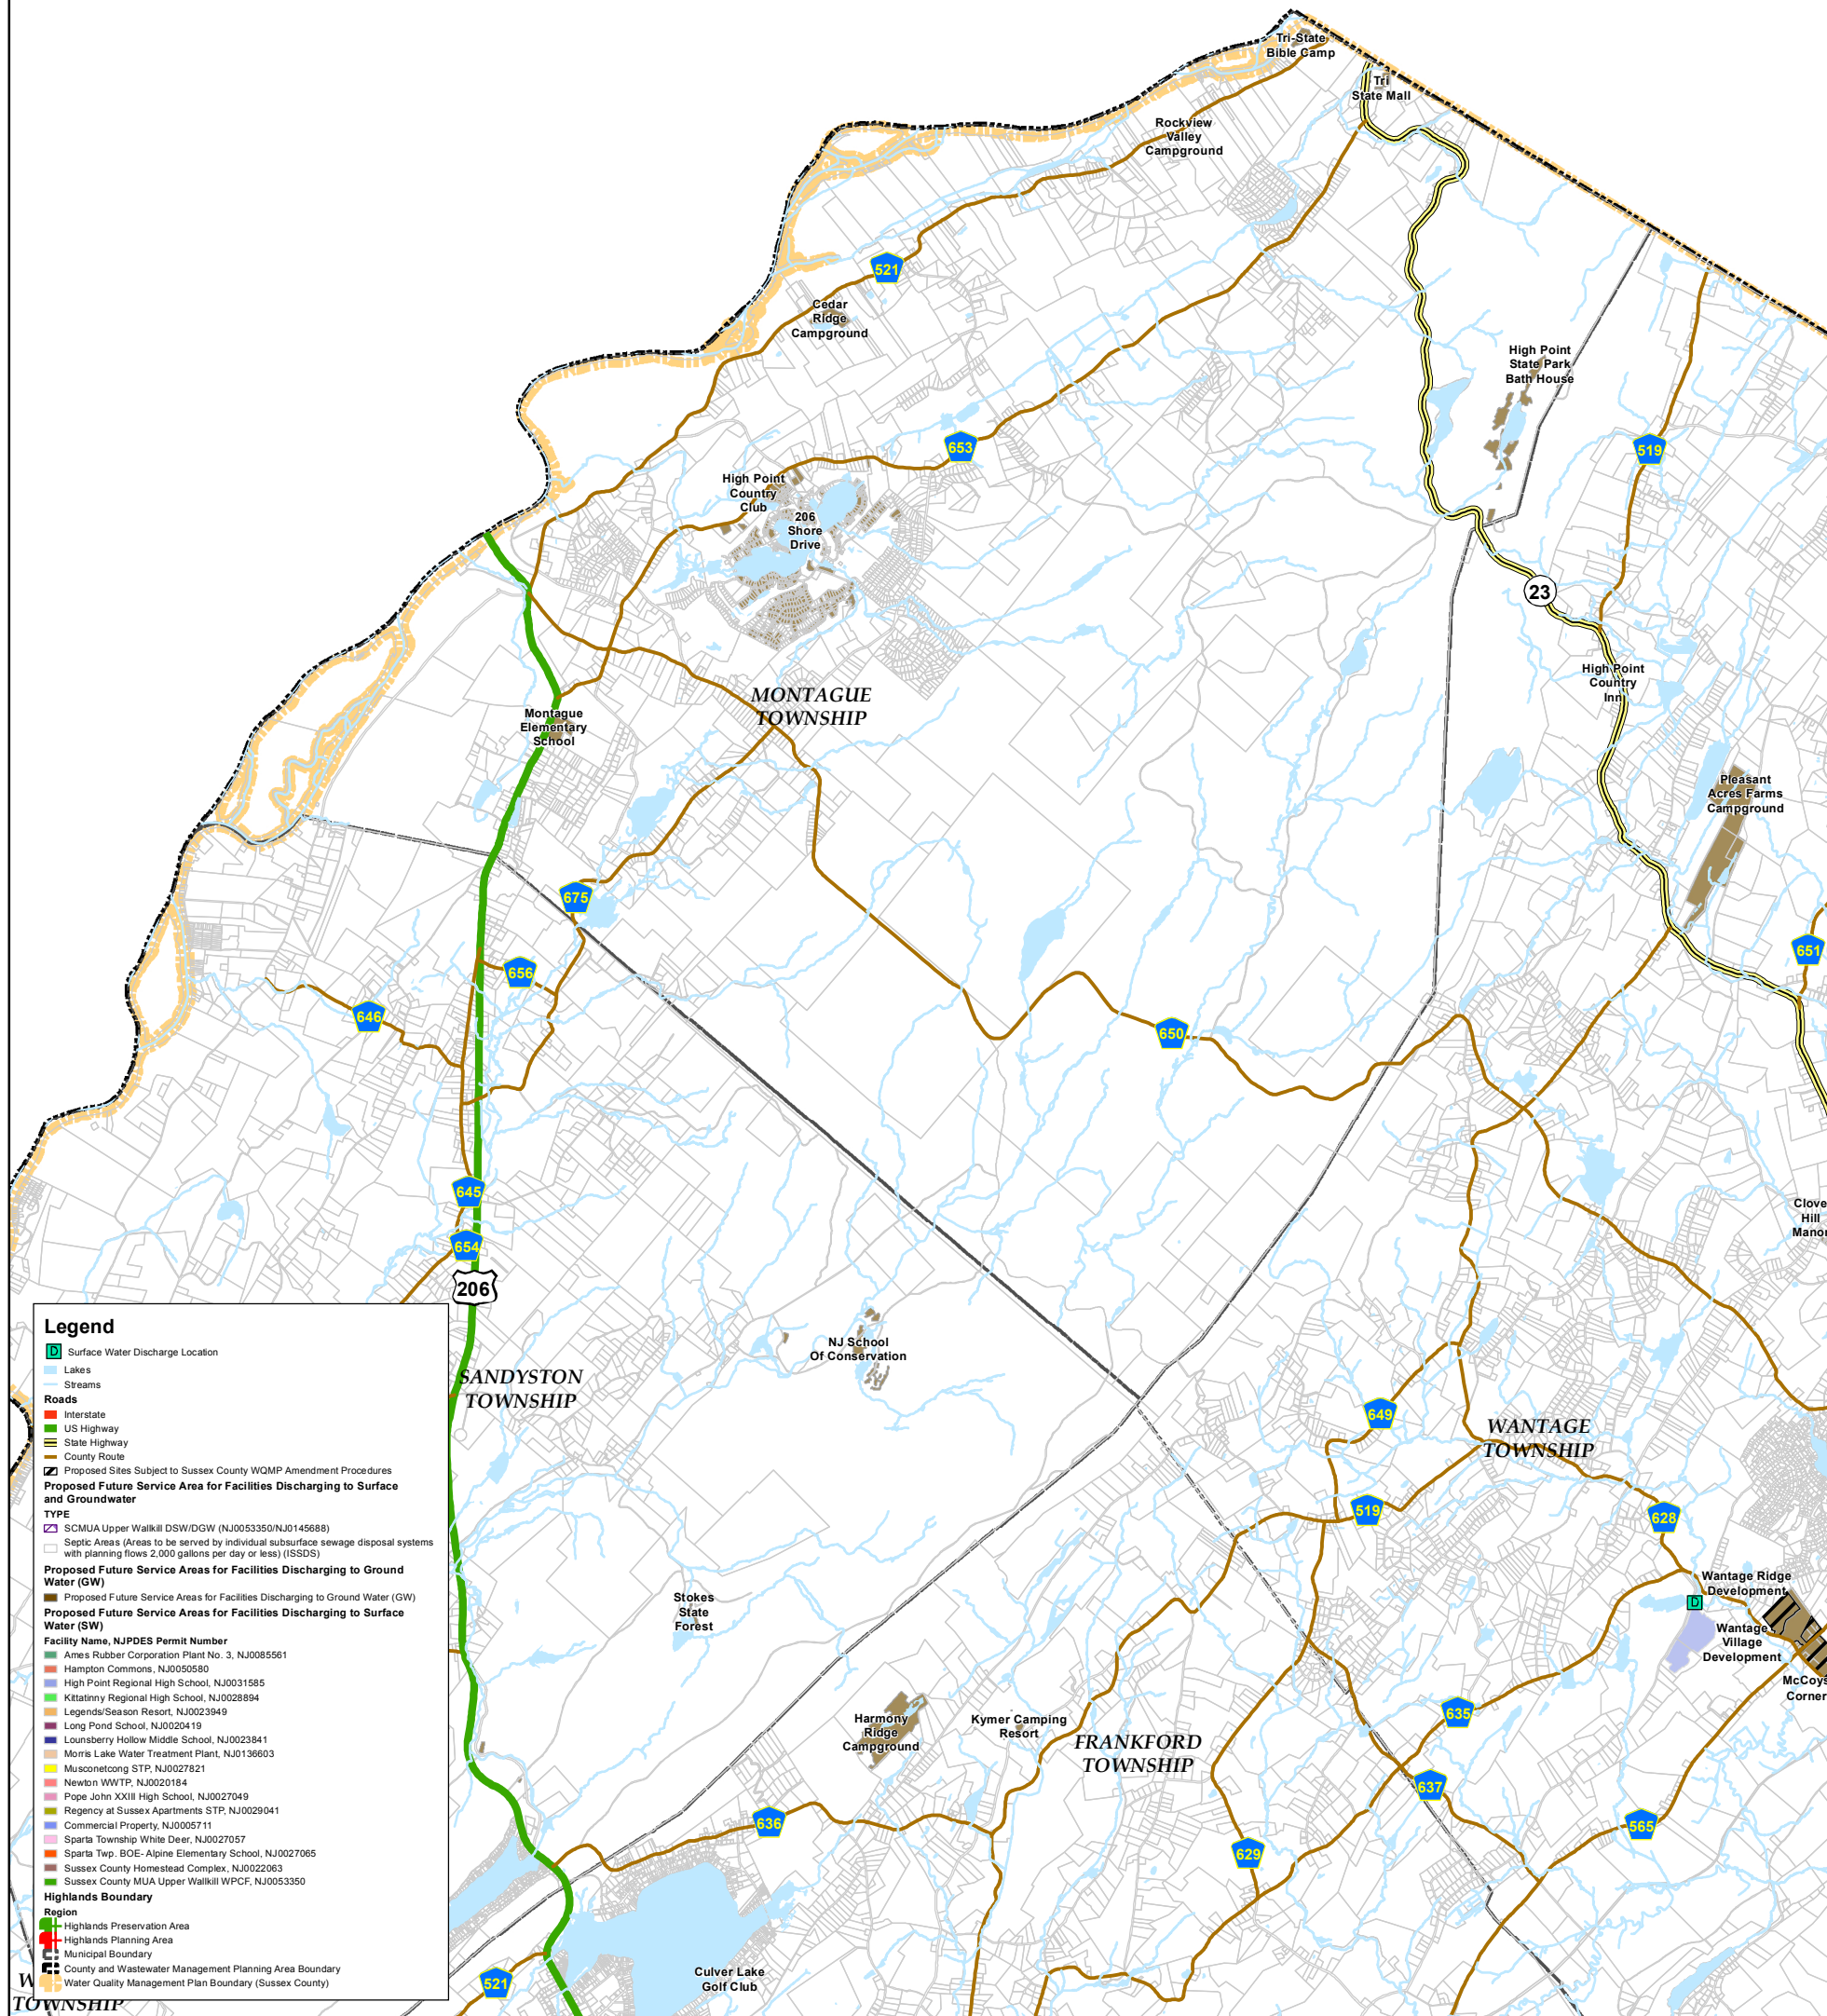 Tri-State
Bible Camp
Tri
State Mall
Rockview
Valley
Campground
521
Cedar
Ridge
Campground
High Point
State Park
Bath House
653
519
High Point
Country
Club
206
Shore
Drive
23
High Point
Country
Inn
MONTAGUE
TOWNSHIP
Montague
Elementary
School
Pleasant
Acres Farms
Campground
675
651
656
646
650
645
Clove
Hill
Manor
654
206
NJ School
Of Conservation
SANDYSTON
TOWNSHIP
649
WANTAGE
TOWNSHIP
519
628
Wantage Ridge
Development
D
Stokes
State
Forest
Wantage
Village
Development
McCoys
Corner
635
Harmony
Ridge
Campground
Kymer Camping
Resort
FRANKFORD
TOWNSHIP
637
636
565
629
Culver Lake
Golf Club
521
W
TOWNSHIP
Legend
D Surface Water Discharge Location
Lakes
Streams
Roads
Interstate
US Highway
State Highway
County Route
Proposed Sites Subject to Sussex County WQMP Amendment Procedures
Proposed Future Service Area for Facilities Discharging to Surface
and Groundwater
TYPE
SCMUA Upper Wallkill DSW/DGW (NJ0053350/NJ0145688)
Septic Areas (Areas to be served by individual subsurface sewage disposal systems
with planning flows 2,000 gallons per day or less) (ISSDS)
Proposed Future Service Areas for Facilities Discharging to Ground
Water (GW)
Proposed Future Service Areas for Facilities Discharging to Ground Water (GW)
Proposed Future Service Areas for Facilities Discharging to Surface
Water (SW)
Facility Name, NJPDES Permit Number
Ames Rubber Corporation Plant No. 3, NJ0085561
Hampton Commons, NJ0050580
High Point Regional High School, NJ0031585
Kittatinny Regional High School, NJ0028894
Legends/Season Resort, NJ0023949
Long Pond School, NJ0020419
Lounsberry Hollow Middle School, NJ0023841
Morris Lake Water Treatment Plant, NJ0136603
Musconetcong STP, NJ0027821
Newton WWTP, NJ0020184
Pope John XXIII High School, NJ0027049
Regency at Sussex Apartments STP, NJ0029041
Commercial Property, NJ0005711
Sparta Township White Deer, NJ0027057
Sparta Twp. BOE- Alpine Elementary School, NJ0027065
Sussex County Homestead Complex, NJ0022063
Sussex County MUA Upper Wallkill WPCF, NJ0053350
Highlands Boundary
Region
Highlands Preservation Area
Highlands Planning Area
Municipal Boundary
County and Wastewater Management Planning Area Boundary
Water Quality Management Plan Boundary (Sussex County)